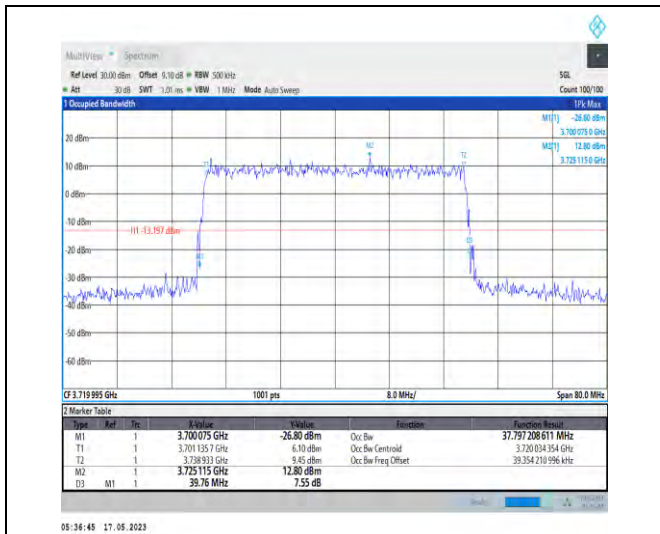 MultiView Spectrum
Ref Level 30.00 dBm Offset 9.10 dB RBW 500 kHz SGL
Att 30 dB SWT 1.01 ms VBW 1 MHz Mode Auto Sweep Count 100/100
1 Occupied Bandwidth 1Pk Max
M1[1] -26.80 dBm
3.700 075 0 GHz
M2[1] 12.80 dBm
3.725 115 0 GHz
M2
T1 T2
20 dBm
10 dBm
0 dBm
-10 dBm
H1 -13.197 dBm
-20 dBm
-30 dBm
-40 dBm
-50 dBm
-60 dBm
CF 3.719 995 GHz 1001 pts 8.0 MHz/ Span 80.0 MHz
2 Marker Table
Type Ref Trc X-Value Y-Value Function Function Result
M1 1 3.700 075 GHz -26.80 dBm Occ Bw 37.797 208 611 MHz
T1 1 3.701 135 7 GHz 6.10 dBm Occ Bw Centroid 3.720 034 354 GHz
T2 1 3.738 933 GHz 9.45 dBm Occ Bw Freq Offset 39.354 210 996 kHz
M2 1 3.725 115 GHz 12.80 dBm
D3 M1 1 39.76 MHz 7.55 dB
05:36:45 17.05.2023